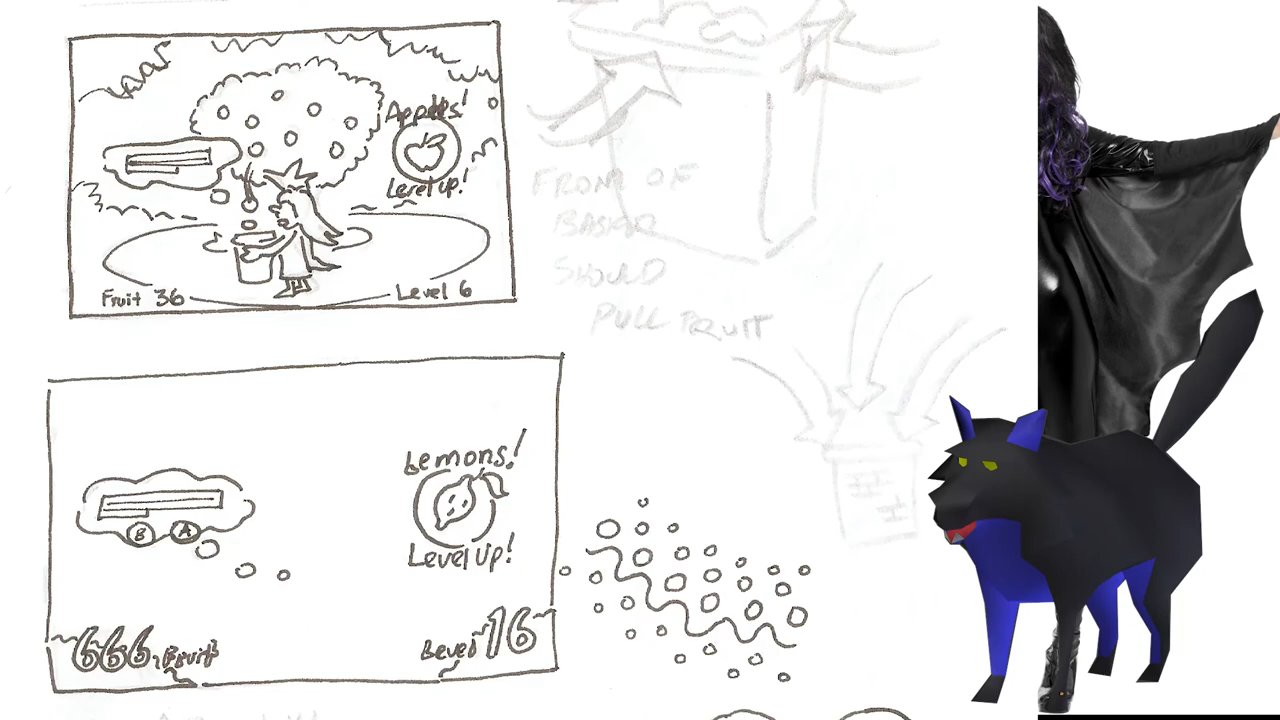 Apples!
Level up!
Fruit 36
Level 6
FRONT OF
BASKET
SHOULD
PULL FRUIT
Lemons!
B A
Level Up!
666 Fruit
Level 16